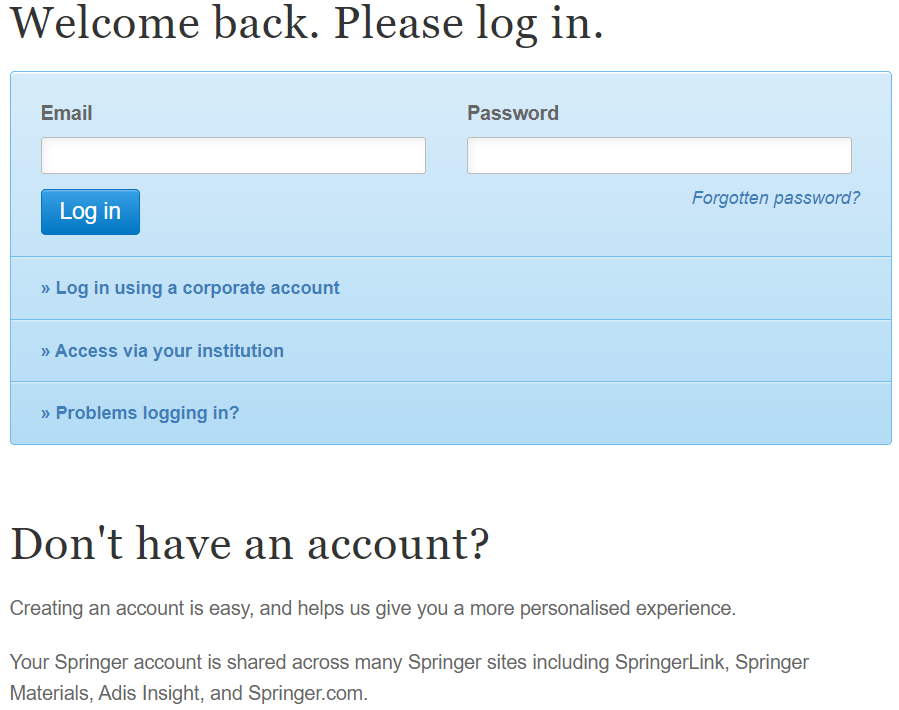 Welcome back. Please log in.
Email
Password
Log in
Forgotten password?
» Log in using a corporate account
» Access via your institution
» Problems logging in?
Don't have an account?
Creating an account is easy, and helps us give you a more personalised experience.
Your Springer account is shared across many Springer sites including SpringerLink, Springer
Materials, Adis Insight, and Springer.com.